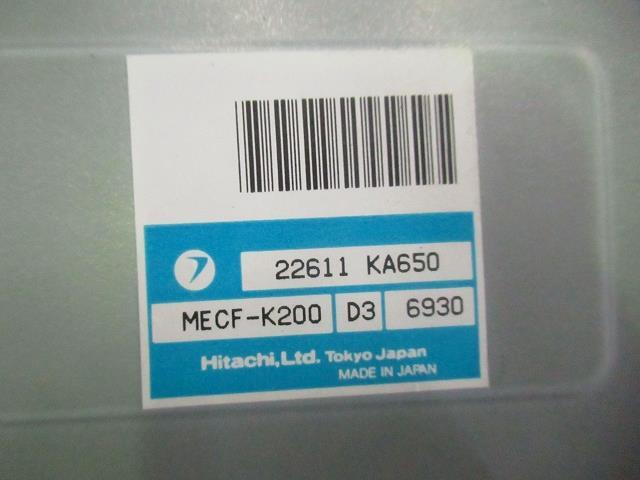 22611 KA650
MECF-K200 D3 6930
Hitachi,Ltd. Tokyo Japan
MADE IN JAPAN